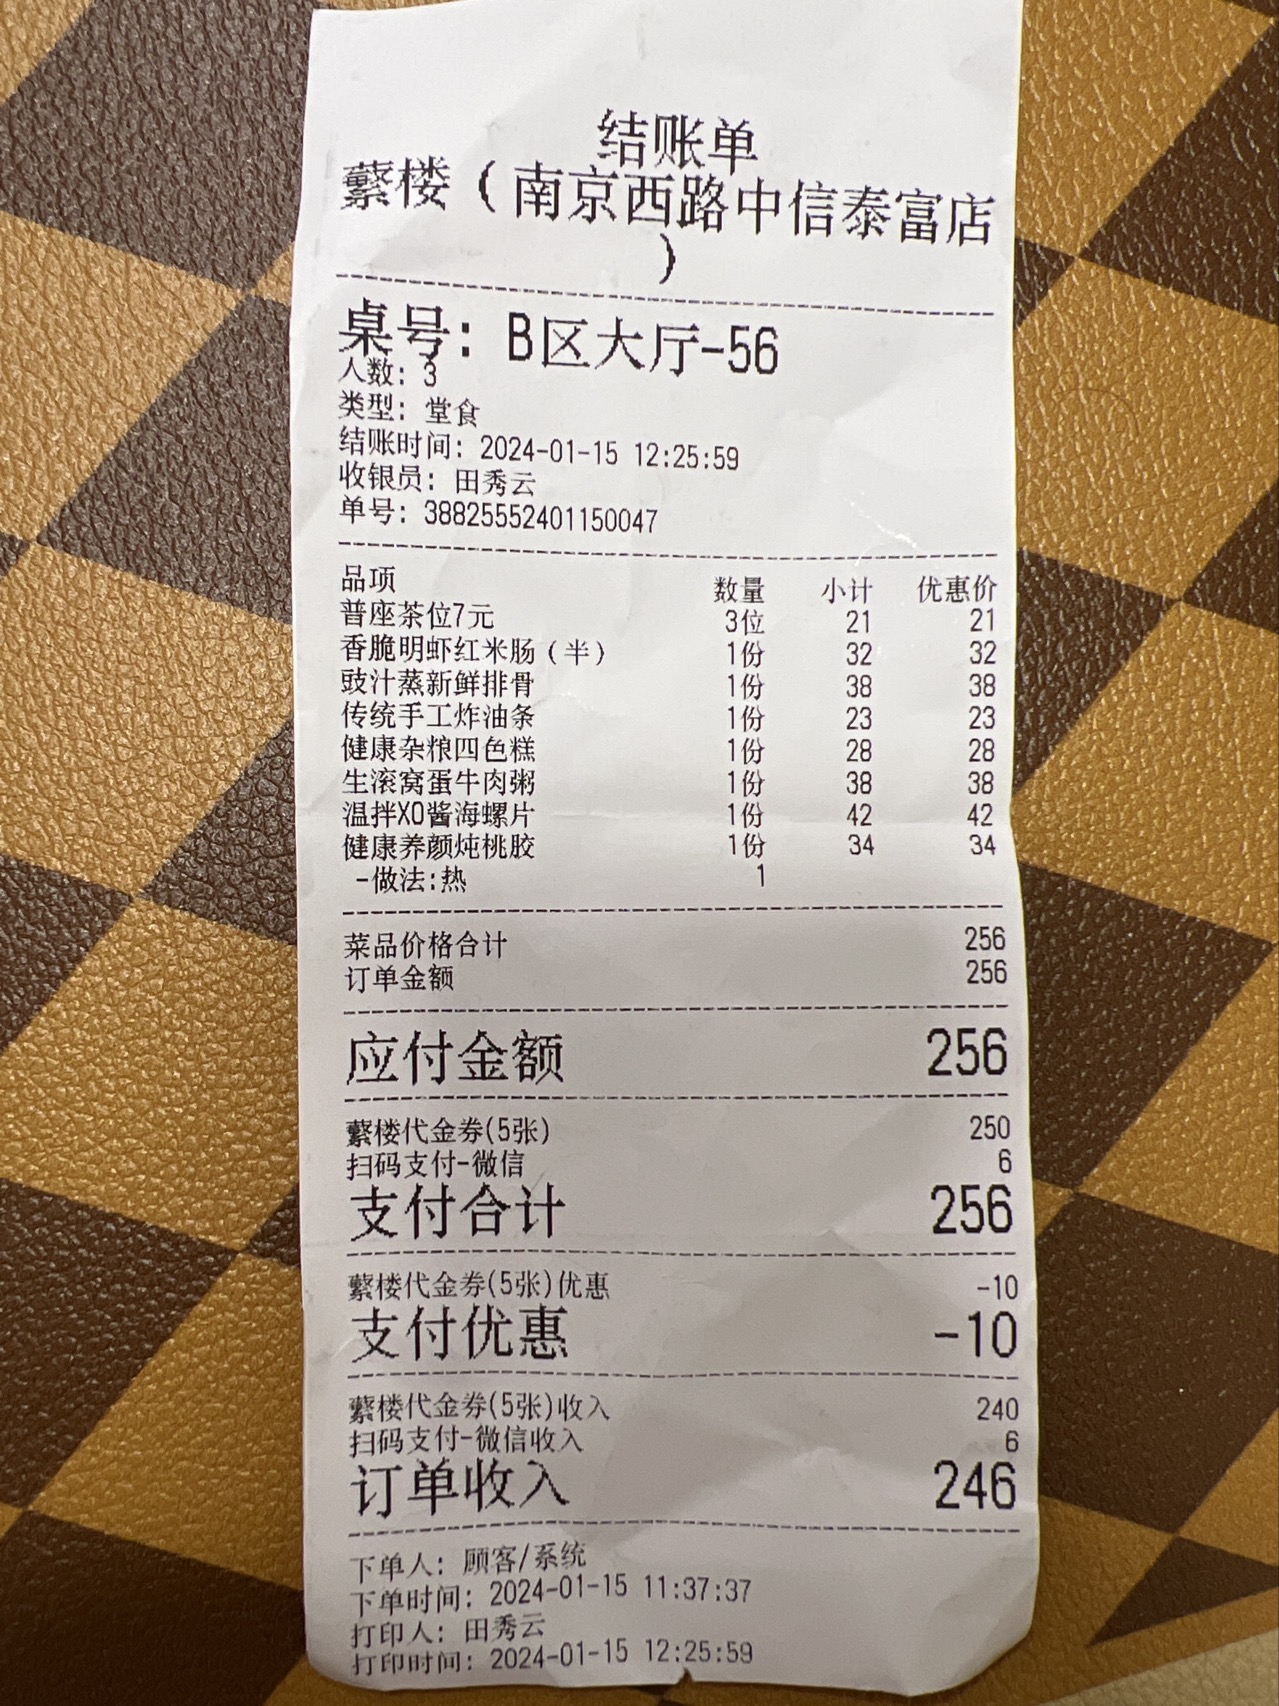 结账单
蘩楼（南京西路中信泰富店
）
桌号：B区大厅-56
人数：3
类型：堂食
结账时间：2024-01-15 12:25:59
收银员：田秀云
单号：38825552401150047
品项 数量 小计 优惠价
普座茶位7元 3位 21 21
香脆明虾红米肠（半） 1份 32 32
豉汁蒸新鲜排骨 1份 38 38
传统手工炸油条 1份 23 23
健康杂粮四色糕 1份 28 28
生滚窝蛋牛肉粥 1份 38 38
温拌XO酱海螺片 1份 42 42
健康养颜炖桃胶 1份 34 34
-做法:热 1
菜品价格合计 256
订单金额 256
应付金额 256
蘩楼代金券(5张) 250
扫码支付-微信 6
支付合计 256
蘩楼代金券(5张)优惠 -10
支付优惠 -10
蘩楼代金券(5张)收入 240
扫码支付-微信收入 6
订单收入 246
下单人：顾客/系统
下单时间：2024-01-15 11:37:37
打印人：田秀云
打印时间：2024-01-15 12:25:59